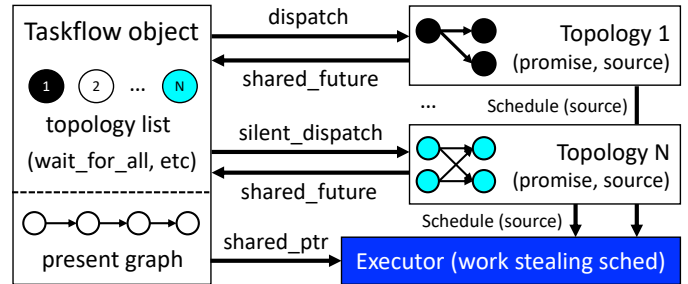 Taskflow object
1 2 ... N
topology list
(wait_for_all, etc)
present graph
dispatch
shared_future
silent_dispatch
shared_future
shared_ptr
Topology 1
(promise, source)
... Schedule (source)
Topology N
(promise, source)
Schedule (source)
Executor (work stealing sched)